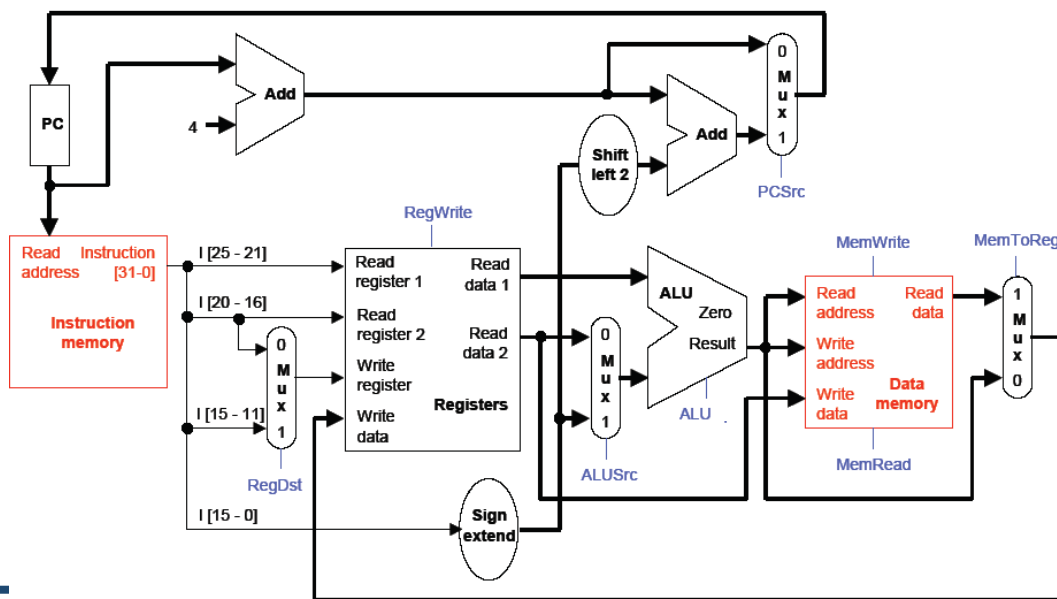 PC
4
Add
Shift
left 2
Add
0
M
u
x
1
PCSrc
Read
address
Instruction
[31-0]
Instruction
memory
I [25 - 21]
I [20 - 16]
I [15 - 11]
I [15 - 0]
0
M
u
x
1
RegDst
RegWrite
Read
register 1
Read
register 2
Write
register
Write
data
Read
data 1
Read
data 2
Registers
Sign
extend
0
M
u
x
1
ALUSrc
ALU
Zero
Result
ALU
MemWrite
Read
address
Write
address
Write
data
Read
data
Data
memory
MemRead
MemToReg
1
M
u
x
0